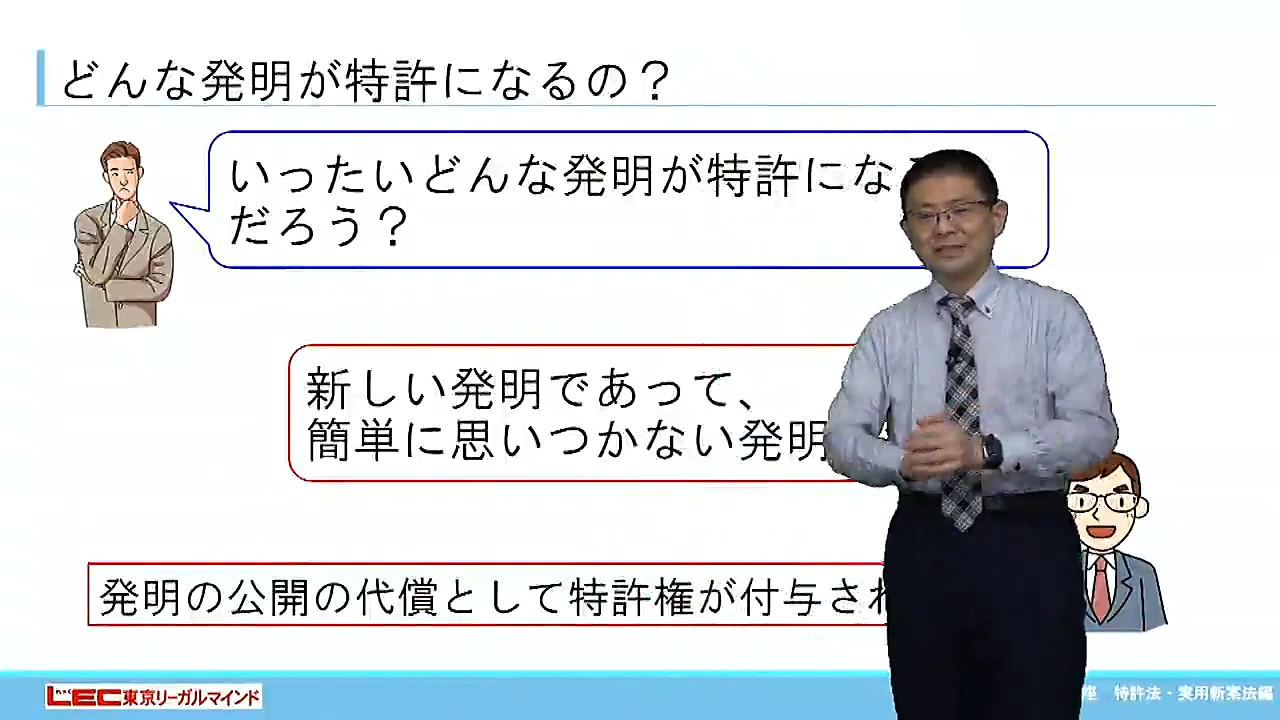 どんな発明が特許になるの？
いったいどんな発明が特許にな
だろう？
新しい発明であって、
簡単に思いつかない発明
発明の公開の代償として特許権が付与され
LEC東京リーガルマインド
座 特許法・実用新案法編